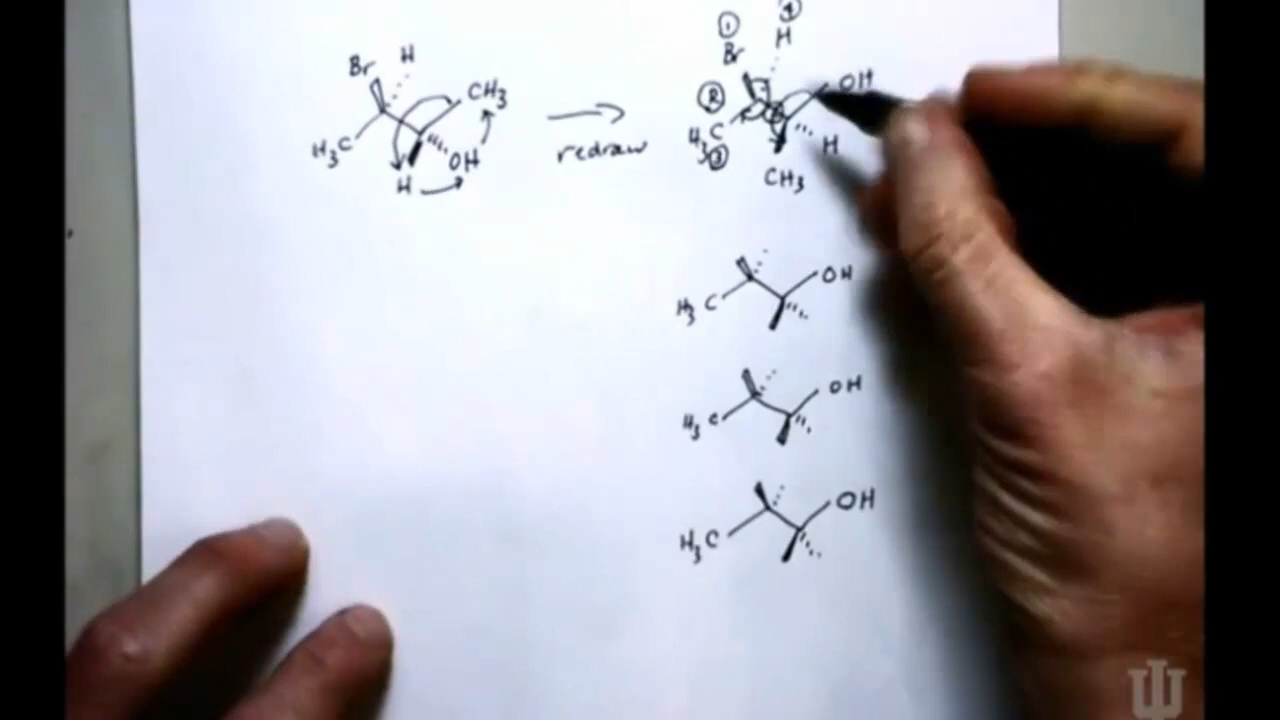 Br H CH3
H3C OH
H
redraw
① ④
Br H
② OH
H3C H
③ CH3
H3C OH
H3C OH
H3C OH